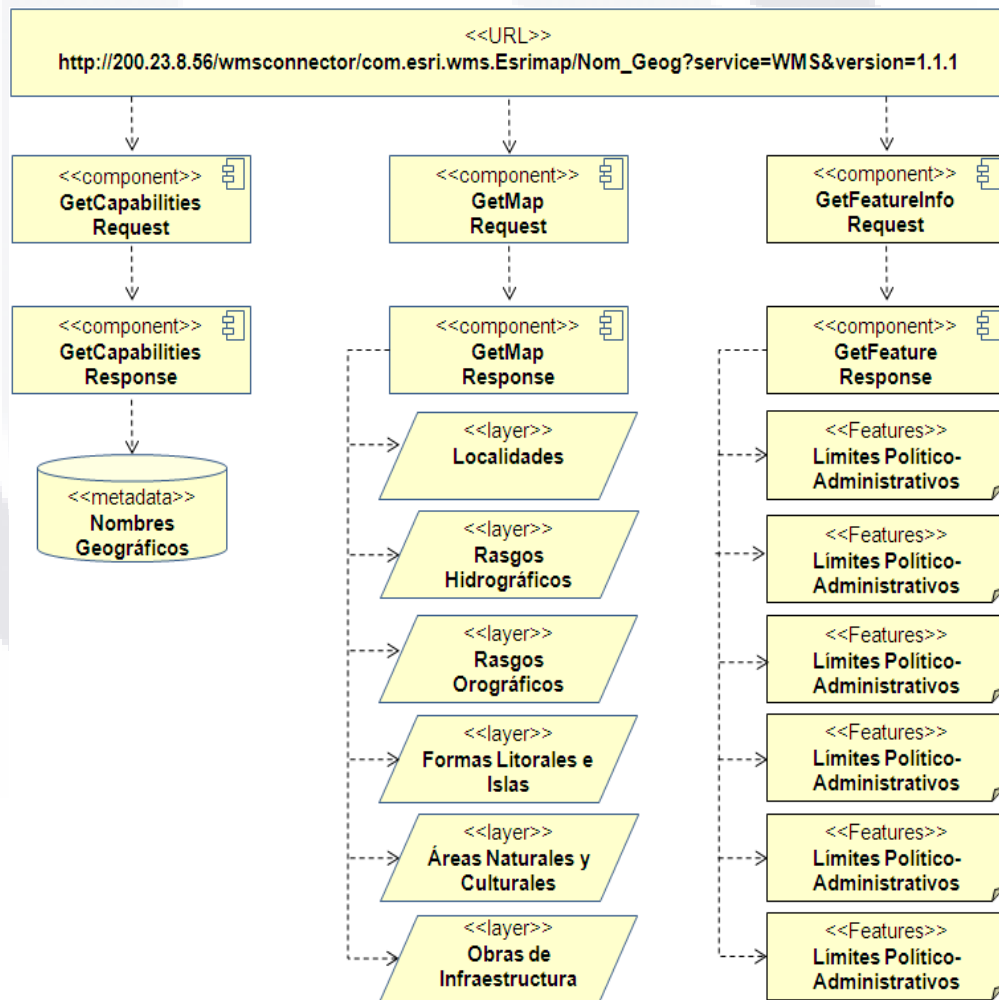 <<URL>>
http://200.23.8.56/wmsconnector/com.esri.wms.Esrimap/Nom_Geog?service=WMS&version=1.1.1
<<component>>
GetCapabilities
Request
<<component>>
GetMap
Request
<<component>>
GetFeatureInfo
Request
<<component>>
GetCapabilities
Response
<<component>>
GetMap
Response
<<component>>
GetFeature
Response
<<metadata>>
Nombres
Geográficos
<<layer>>
Localidades
<<layer>>
Rasgos
Hidrográficos
<<layer>>
Rasgos
Orográficos
<<layer>>
Formas Litorales e
Islas
<<layer>>
Áreas Naturales y
Culturales
<<layer>>
Obras de
Infraestructura
<<Features>>
Límites Político-
Administrativos
<<Features>>
Límites Político-
Administrativos
<<Features>>
Límites Político-
Administrativos
<<Features>>
Límites Político-
Administrativos
<<Features>>
Límites Político-
Administrativos
<<Features>>
Límites Político-
Administrativos